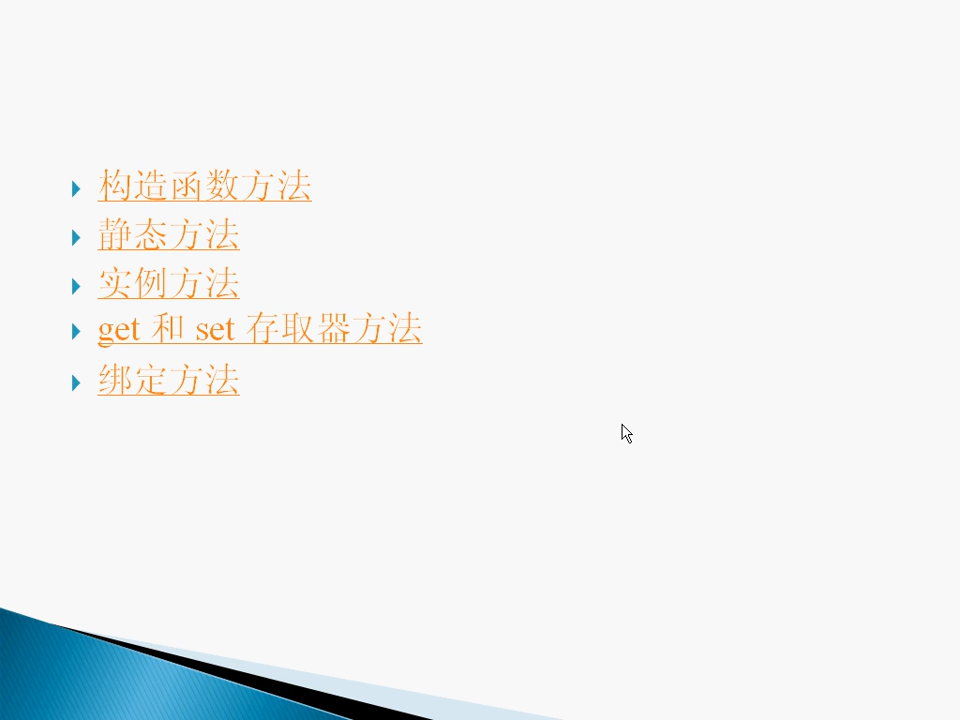 构造函数方法
静态方法
实例方法
get 和 set 存取器方法
绑定方法